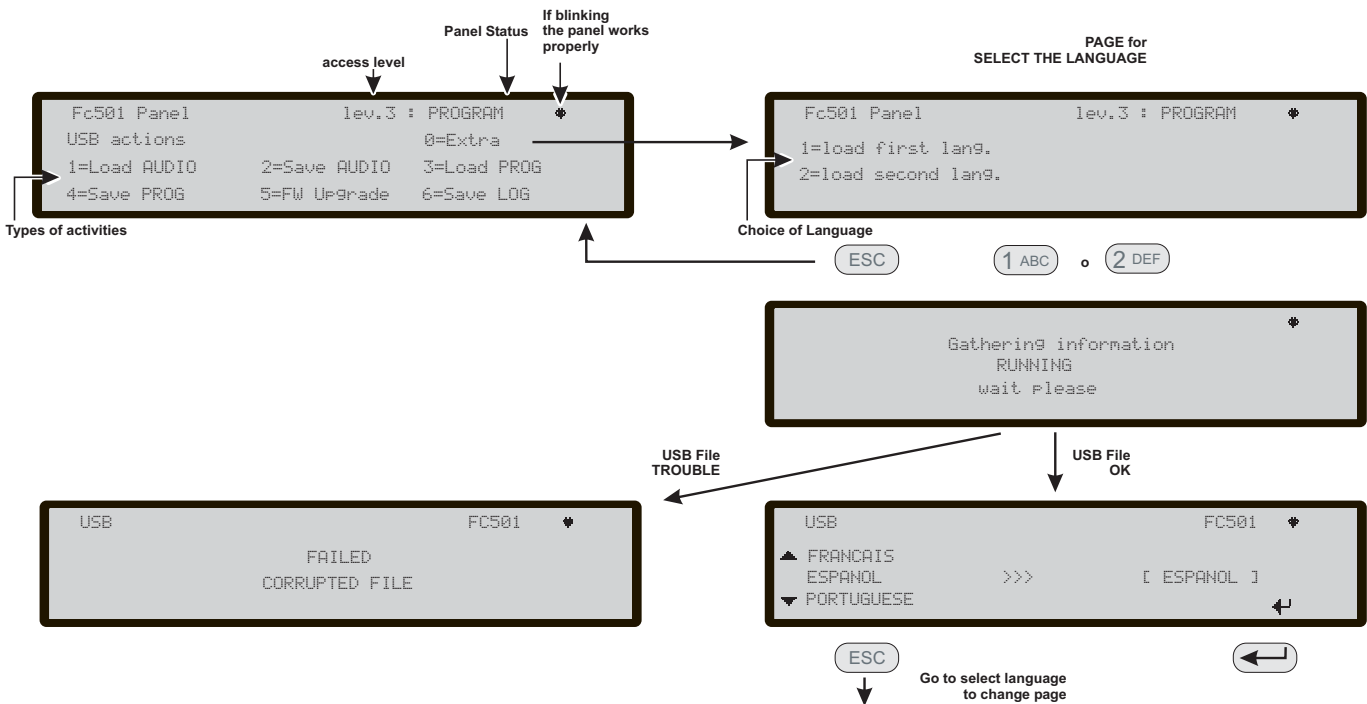 If blinking
the panel works
properly
Panel Status
access level
PAGE for
SELECT THE LANGUAGE
Fc501 Panel lev.3 : PROGRAM
USB actions 0=Extra
1=Load AUDIO 2=Save AUDIO 3=Load PROG
4=Save PROG 5=FW Upgrade 6=Save LOG
Types of activities
Fc501 Panel lev.3 : PROGRAM
1=load first lang.
2=load second lang.
Choice of Language
ESC 1 ABC o 2 DEF
Gathering information
RUNNING
wait please
USB File
TROUBLE
USB File
OK
USB FC501
FAILED
CORRUPTED FILE
USB FC501
FRANCAIS
ESPANOL >>> [ ESPANOL ]
PORTUGUESE
ESC
Go to select language
to change page